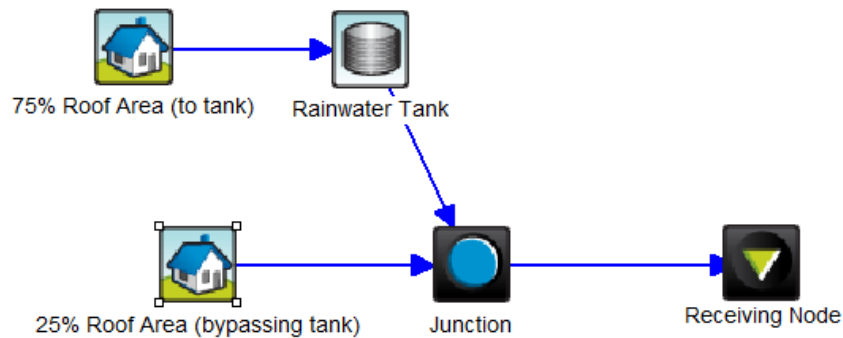 75% Roof Area (to tank)
Rainwater Tank
25% Roof Area (bypassing tank)
Junction
Receiving Node